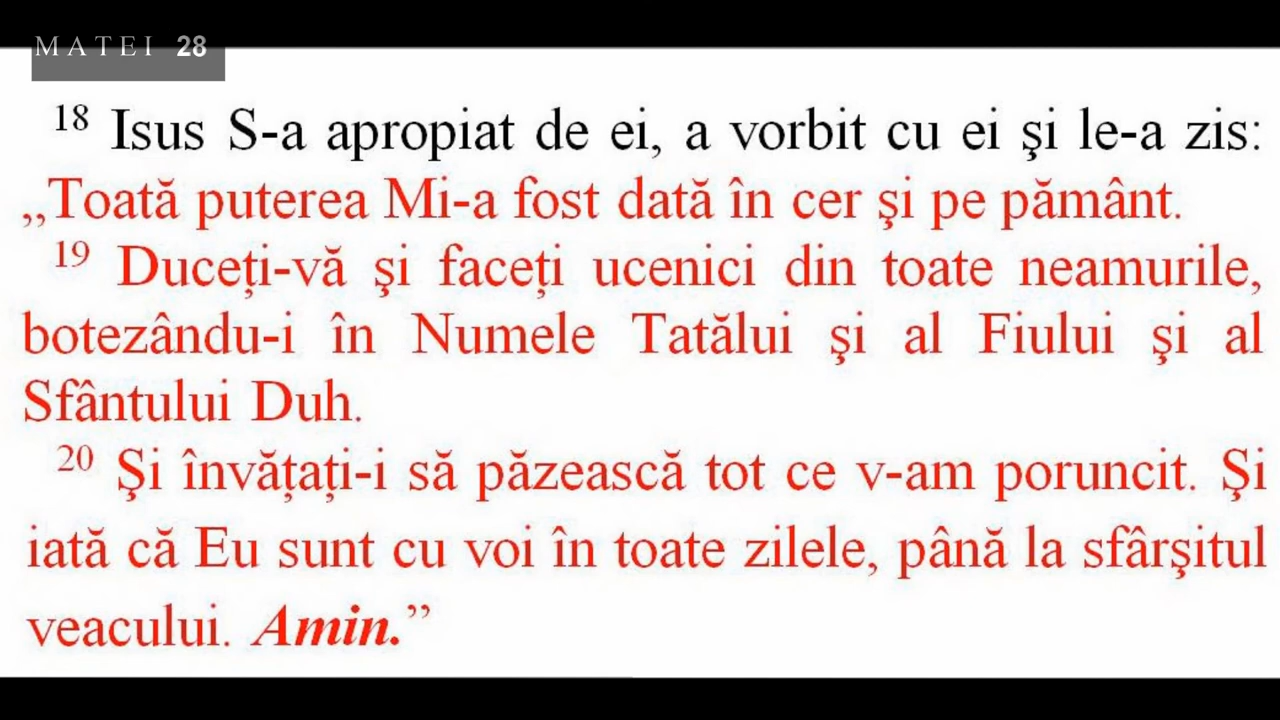 MATEI 28
18 Isus S-a apropiat de ei, a vorbit cu ei şi le-a zis:
„Toată puterea Mi-a fost dată în cer şi pe pământ.
19 Duceți-vă şi faceți ucenici din toate neamurile,
botezându-i în Numele Tatălui şi al Fiului şi al
Sfântului Duh.
20 Şi învățați-i să păzească tot ce v-am poruncit. Şi
iată că Eu sunt cu voi în toate zilele, până la sfârşitul
veacului. Amin.”